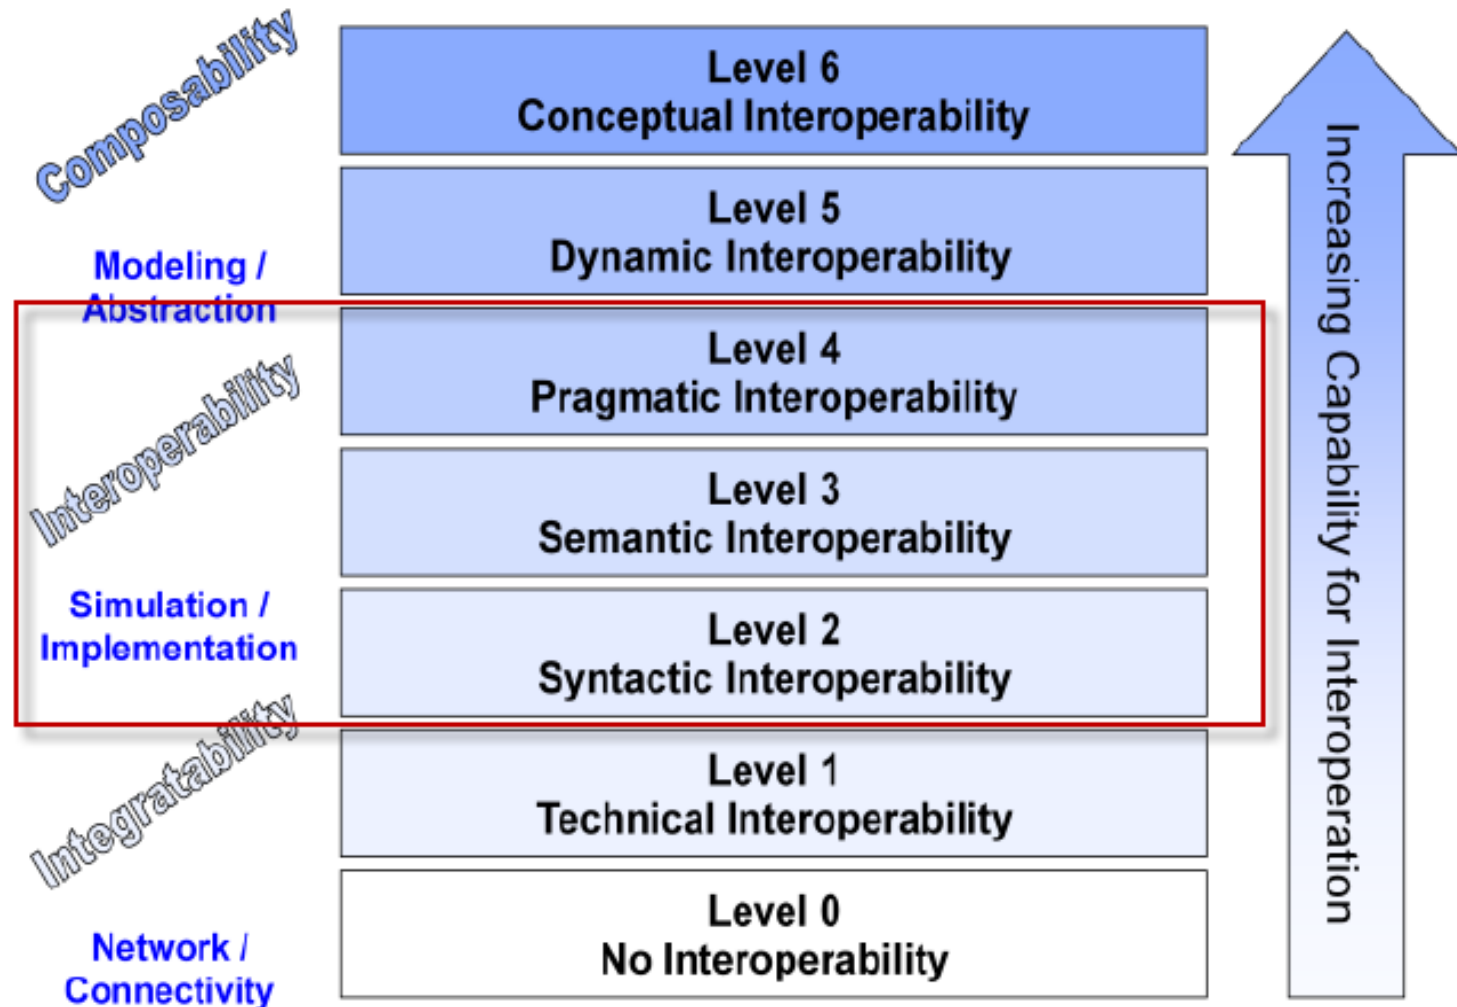 Composability
Modeling /
Abstraction
Interoperability
Simulation /
Implementation
Integratability
Network /
Connectivity
Level 6
Conceptual Interoperability
Level 5
Dynamic Interoperability
Level 4
Pragmatic Interoperability
Level 3
Semantic Interoperability
Level 2
Syntactic Interoperability
Level 1
Technical Interoperability
Level 0
No Interoperability
Increasing Capability for Interoperation